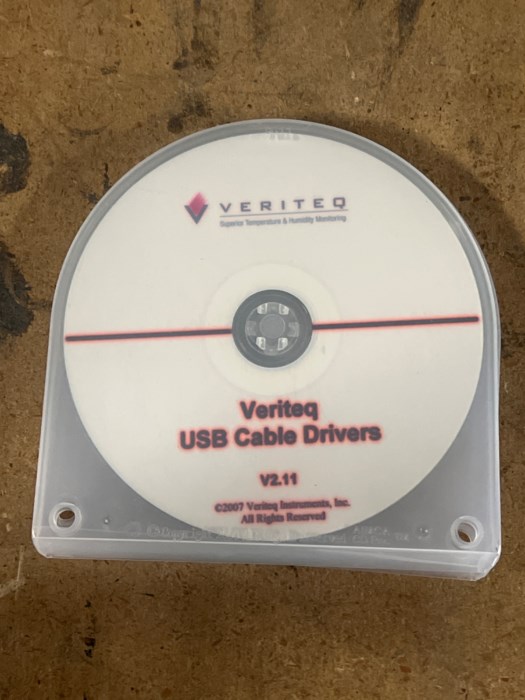 VERITEQ
Superior Temperature & Humidity Monitoring
Veriteq
USB Cable Drivers
V2.11
©2007 Veriteq Instruments, Inc.
All Rights Reserved